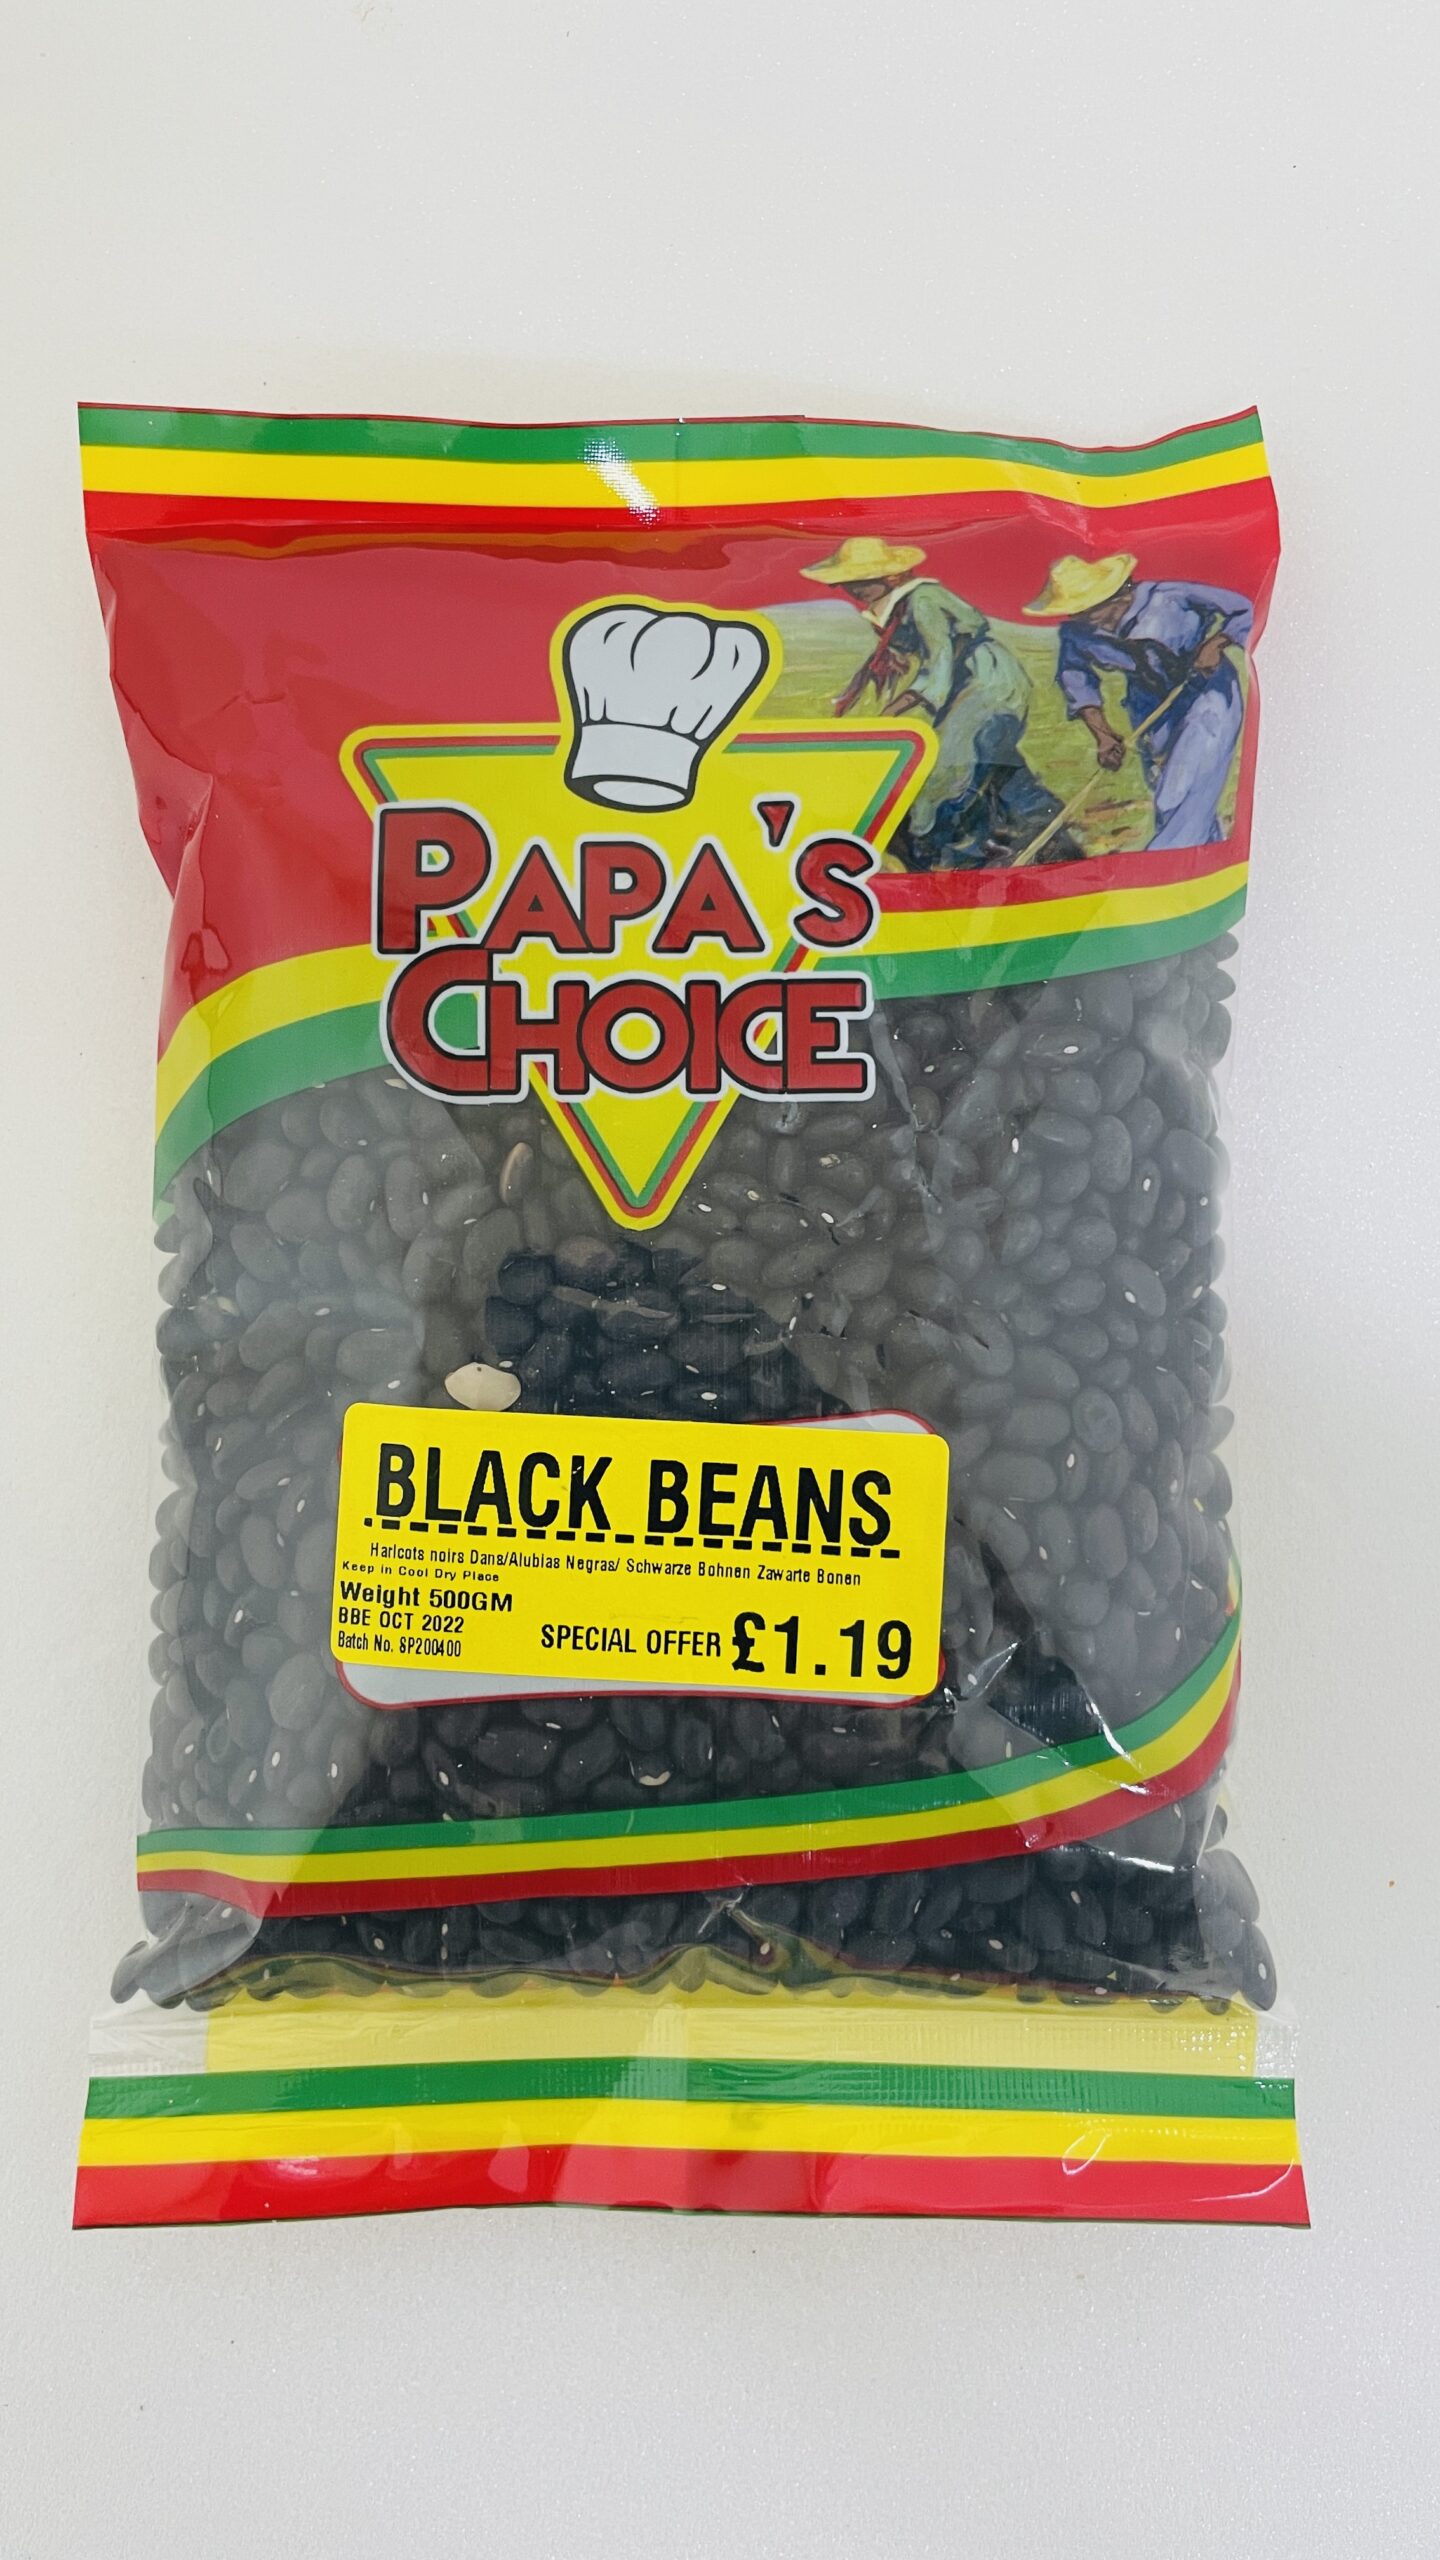 PAPA'S
CHOICE
BLACK BEANS
Haricots noirs Dans/Alubias Negras/ Schwarze Bohnen Zawarte Bonen
Keep in Cool Dry Place
Weight 500GM
BBE OCT 2022
Batch No. SP200400
SPECIAL OFFER £1.19